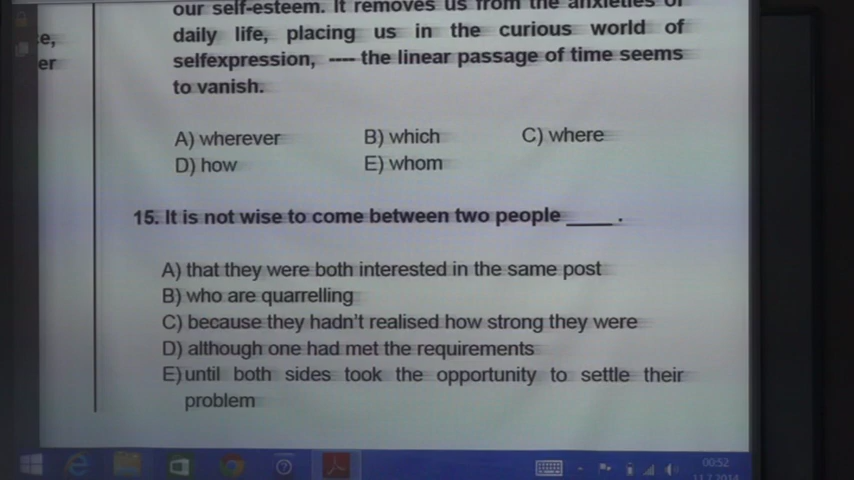 our self-esteem. It removes us from the anxieties of
daily life, placing us in the curious world of
selfexpression, ---- the linear passage of time seems
to vanish.
e,
er
A) wherever B) which C) where
D) how E) whom
15. It is not wise to come between two people ____ .
A) that they were both interested in the same post
B) who are quarrelling
C) because they hadn't realised how strong they were
D) although one had met the requirements
E) until both sides took the opportunity to settle their
problem
00:52
11.7.2014